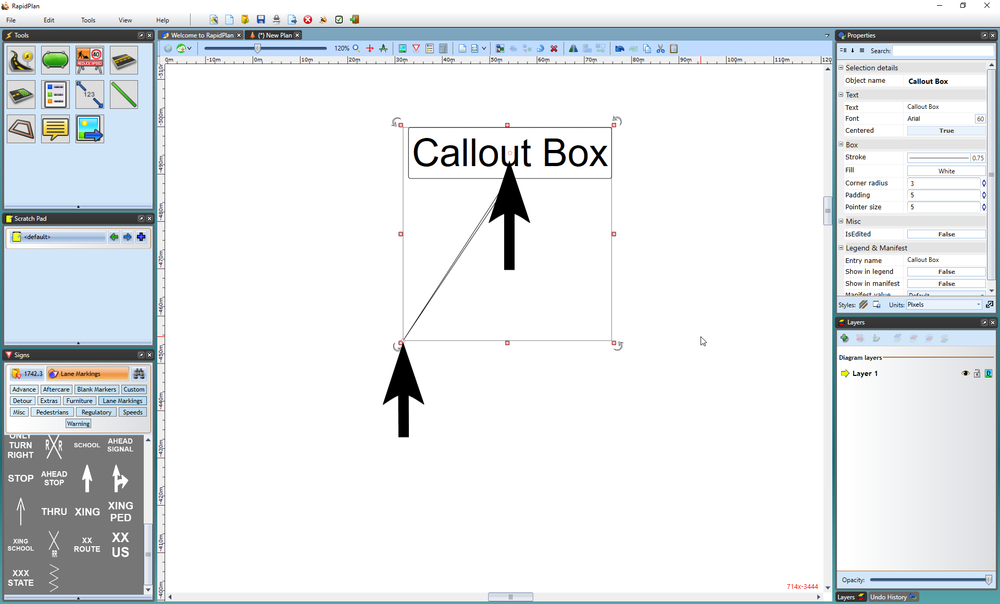 RapidPlan
File Edit Tools View Help
Tools
Welcome to RapidPlan
(*) New Plan
Properties
40
REDUCE SPEED
123
120%
Search:
0m -10m 0m 10m 20m 30m 40m 50m 60m 70m 80m 90m 100m 110m 120
-500m
-490m
-480m
-470m
-460m
-450m
-440m
-430m
-420m
-410m
-400m
Callout Box
Selection details
Object name Callout Box
Text
Text Callout Box
Font Arial 60
Centered True
Box
Stroke 0.75
Fill White
Corner radius 3
Padding 5
Pointer size 5
Misc
IsEdited False
Legend & Manifest
Entry name Callout Box
Show in legend False
Show in manifest False
Manifest value Default
Styles: Units: Pixels
Scratch Pad
<default>
Signs
1742.3 Lane Markings
Advance Aftercare Blank Markers Custom
Detour Extras Furniture Lane Markings
Misc Pedestrians Regulatory Speeds
Warning
ONLY
TURN
RIGHT
R R
SCHOOL
AHEAD
SIGNAL
STOP
AHEAD
STOP
THRU
XING
XING
PED
XING
SCHOOL
RR
XX
ROUTE
XX
US
XXX
STATE
Layers
Diagram layers
Layer 1
D
Opacity:
714x-3444
Layers Undo History